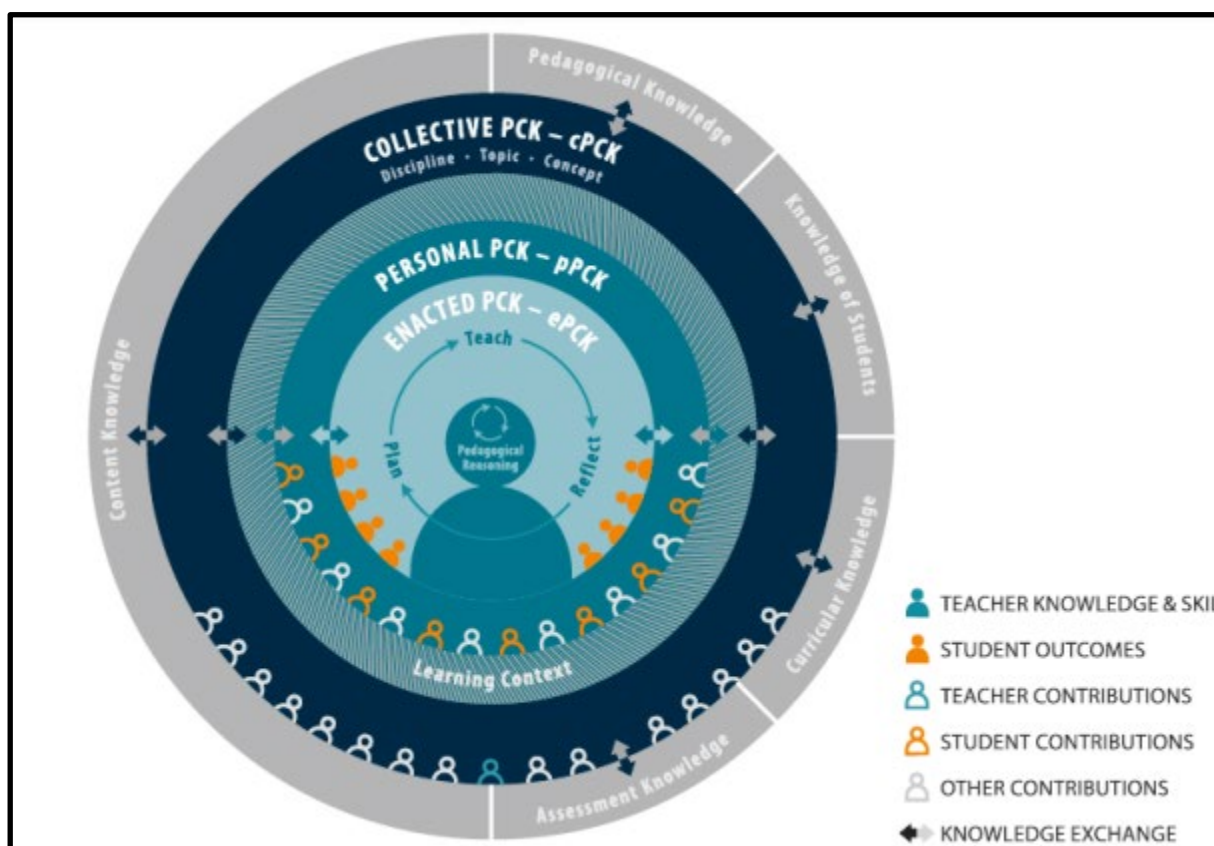 Pedagogical Knowledge
COLLECTIVE PCK – cPCK
Discipline · Topic · Concept
Knowledge of Students
PERSONAL PCK – pPCK
ENACTED PCK – ePCK
Teach
Content Knowledge
Pedagogical
Reasoning
Plan
Reflect
Curricular Knowledge
Learning Context
Assessment Knowledge
TEACHER KNOWLEDGE & SKIL
STUDENT OUTCOMES
TEACHER CONTRIBUTIONS
STUDENT CONTRIBUTIONS
OTHER CONTRIBUTIONS
KNOWLEDGE EXCHANGE